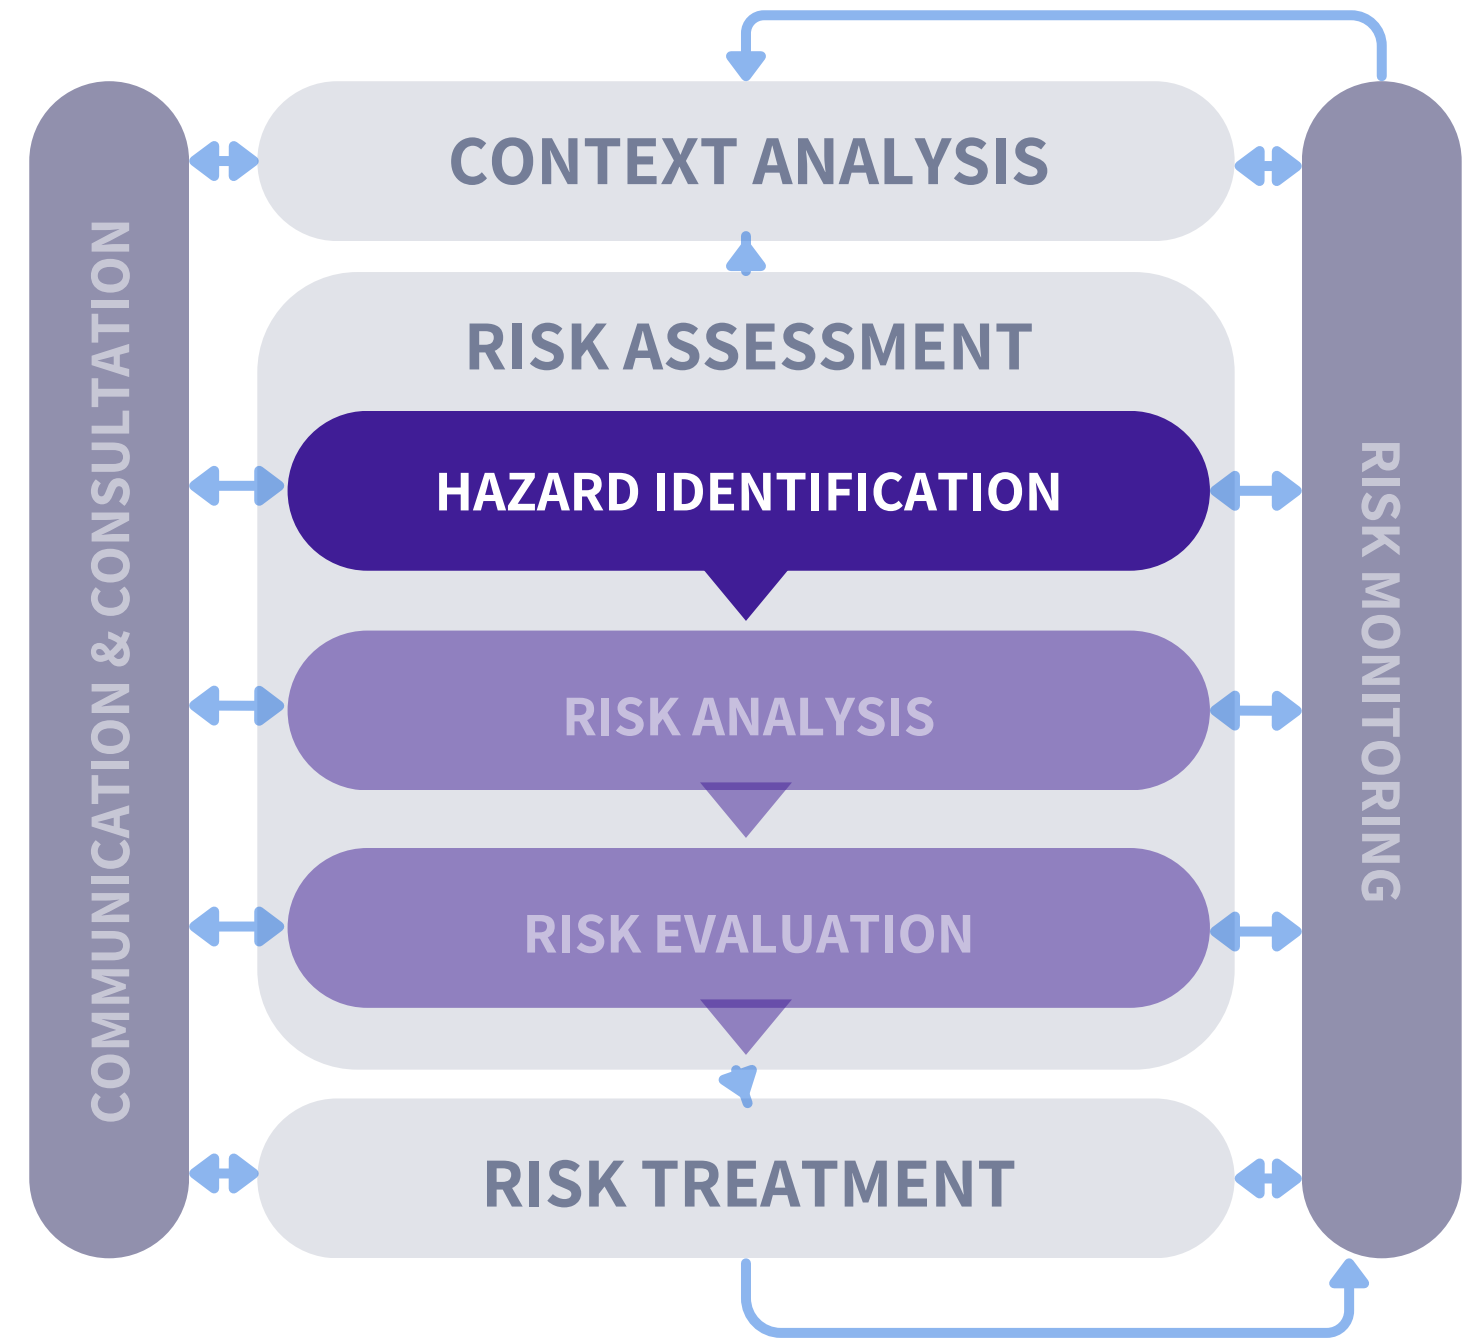 CONTEXT ANALYSIS
COMMUNICATION & CONSULTATION
RISK ASSESSMENT
HAZARD IDENTIFICATION
RISK ANALYSIS
RISK EVALUATION
RISK TREATMENT
RISK MONITORING